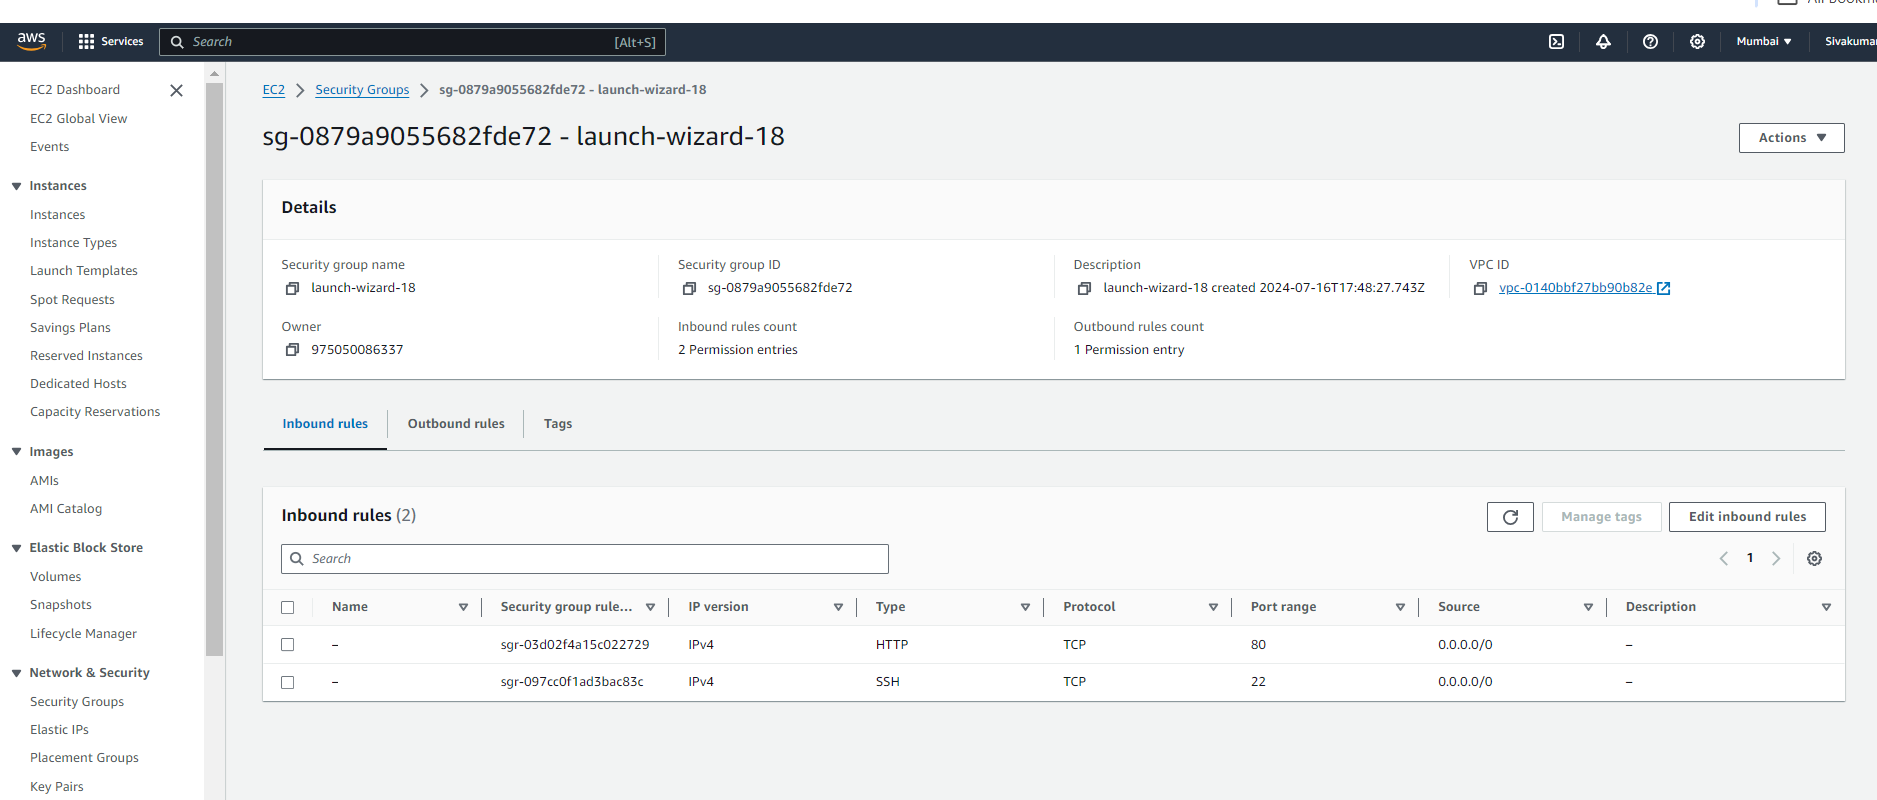 All Bookma
aws
Services
Search
[Alt+S]
Mumbai
Sivakumar
EC2 Dashboard
EC2 Global View
Events
Instances
Instances
Instance Types
Launch Templates
Spot Requests
Savings Plans
Reserved Instances
Dedicated Hosts
Capacity Reservations
Images
AMIs
AMI Catalog
Elastic Block Store
Volumes
Snapshots
Lifecycle Manager
Network & Security
Security Groups
Elastic IPs
Placement Groups
Key Pairs
EC2 Security Groups sg-0879a9055682fde72 - launch-wizard-18
sg-0879a9055682fde72 - launch-wizard-18
Actions
Details
Security group name
launch-wizard-18
Security group ID
sg-0879a9055682fde72
Description
launch-wizard-18 created 2024-07-16T17:48:27.743Z
VPC ID
vpc-0140bbf27bb90b82e
Owner
975050086337
Inbound rules count
2 Permission entries
Outbound rules count
1 Permission entry
Inbound rules Outbound rules Tags
Inbound rules (2)
Manage tags
Edit inbound rules
Search
1
Name Security group rule... IP version Type Protocol Port range Source Description
– sgr-03d02f4a15c022729 IPv4 HTTP TCP 80 0.0.0.0/0 –
– sgr-097cc0f1ad3bac83c IPv4 SSH TCP 22 0.0.0.0/0 –